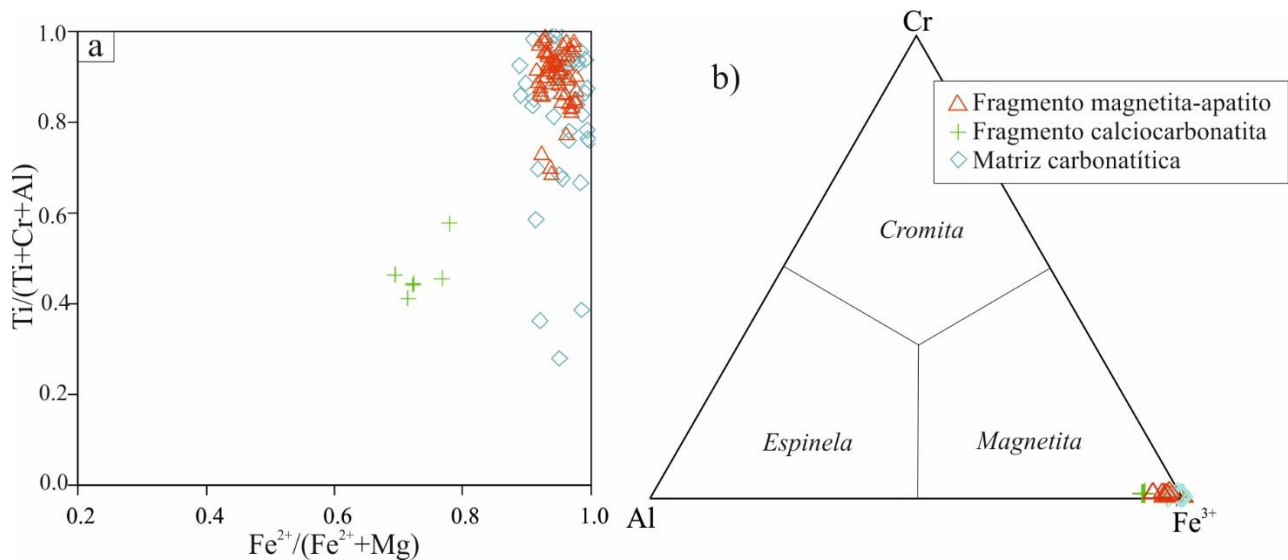 a
1.0
0.8
0.6
0.4
0.2
0.0
Ti/(Ti+Cr+Al)
0.2 0.4 0.6 0.8 1.0
Fe²⁺/(Fe²⁺+Mg)
b)
Cr
Fragmento magnetita-apatito
Fragmento calciocarbonatita
Matriz carbonatítica
Cromita
Espinela
Magnetita
Al
Fe³⁺